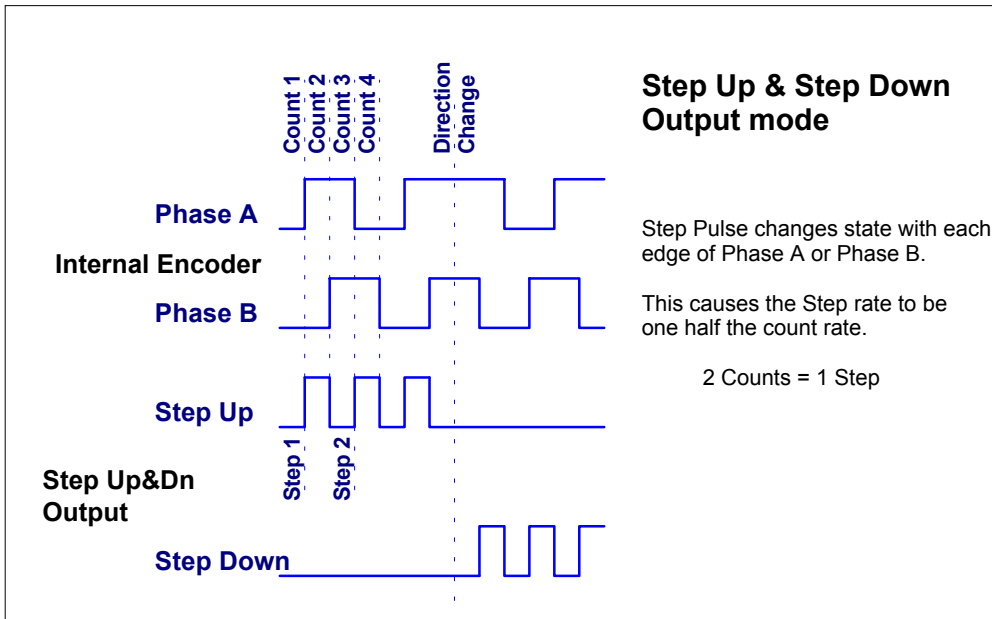 Count 1
Count 2
Count 3
Count 4
Direction
Change
Step Up & Step Down
Output mode
Phase A
Internal Encoder
Phase B
Step Pulse changes state with each
edge of Phase A or Phase B.
This causes the Step rate to be
one half the count rate.
2 Counts = 1 Step
Step Up
Step 1
Step 2
Step Up&Dn
Output
Step Down